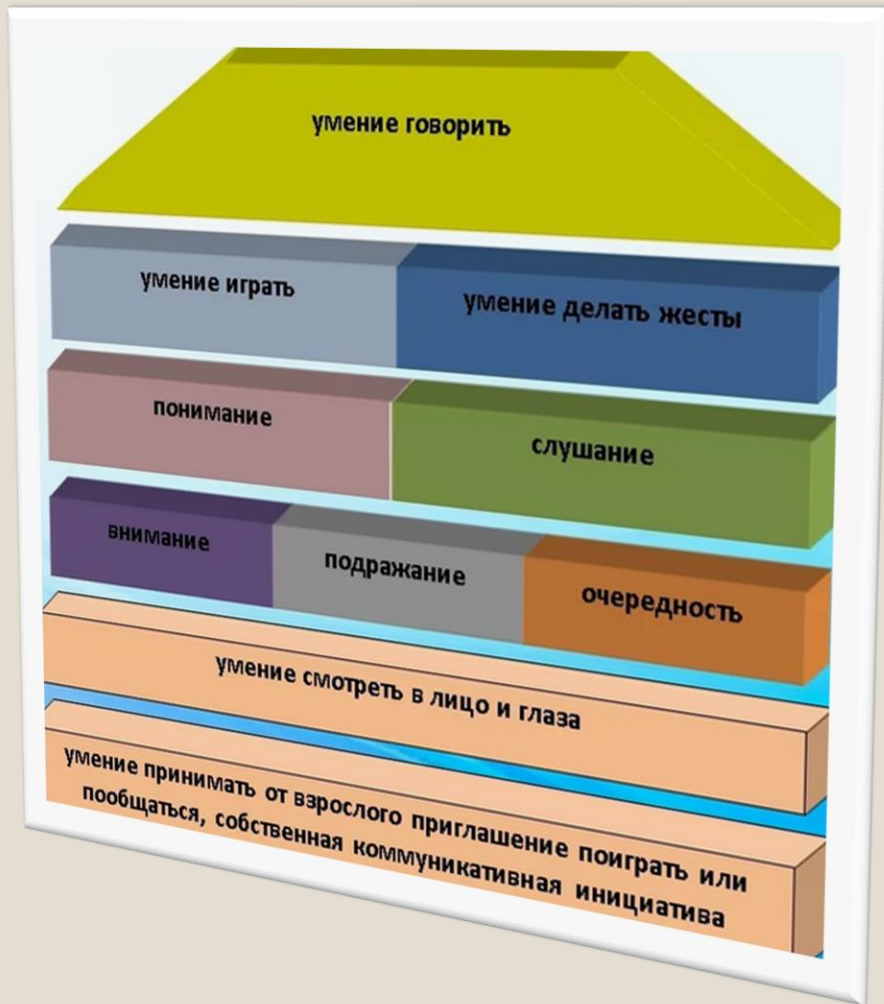 умение говорить
умение играть
умение делать жесты
понимание
слушание
внимание
подражание
очередность
умение смотреть в лицо и глаза
умение принимать от взрослого приглашение поиграть или
пообщаться, собственная коммуникативная инициатива